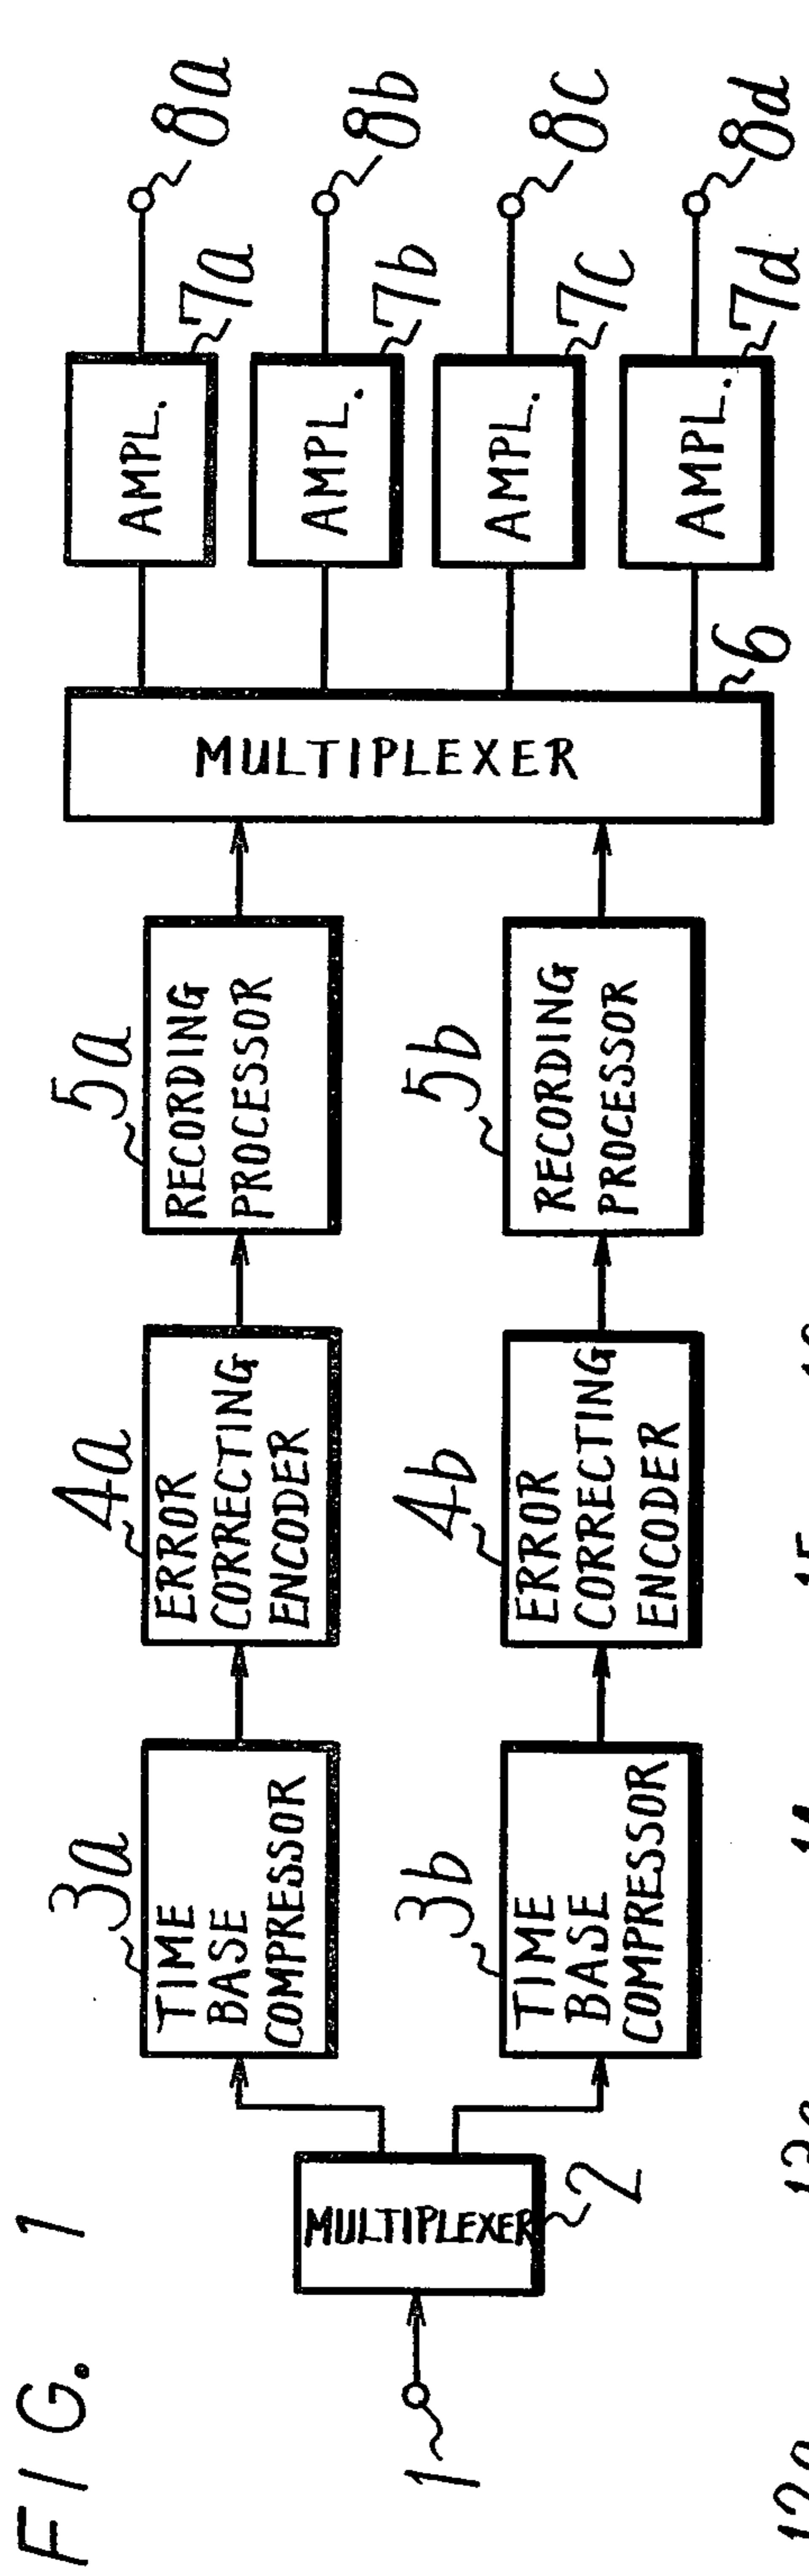 FIG. 1
1
MULTIPLEXER
2
3a
TIME
BASE
COMPRESSOR
4a
ERROR
CORRECTING
ENCODER
5a
RECORDING
PROCESSOR
3b
TIME
BASE
COMPRESSOR
4b
ERROR
CORRECTING
ENCODER
5b
RECORDING
PROCESSOR
MULTIPLEXER
6
AMPL.
7a
8a
AMPL.
7b
8b
AMPL.
7c
8c
AMPL.
7d
8d